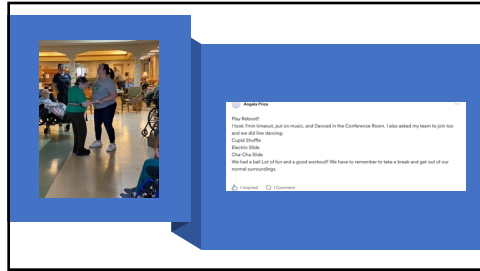 Angela Price
Play Reboot!!
I took 7min timeout, put on music, and Danced in the Conference Room. I also asked my team to join too
and we did line dancing:
Cupid Shuffle
Electric Slide
Cha-Cha Slide
We had a ball Lot of fun and a good workout!! We have to remember to take a break and get out of our
normal surroundings.
1 Inspired 1 Comment